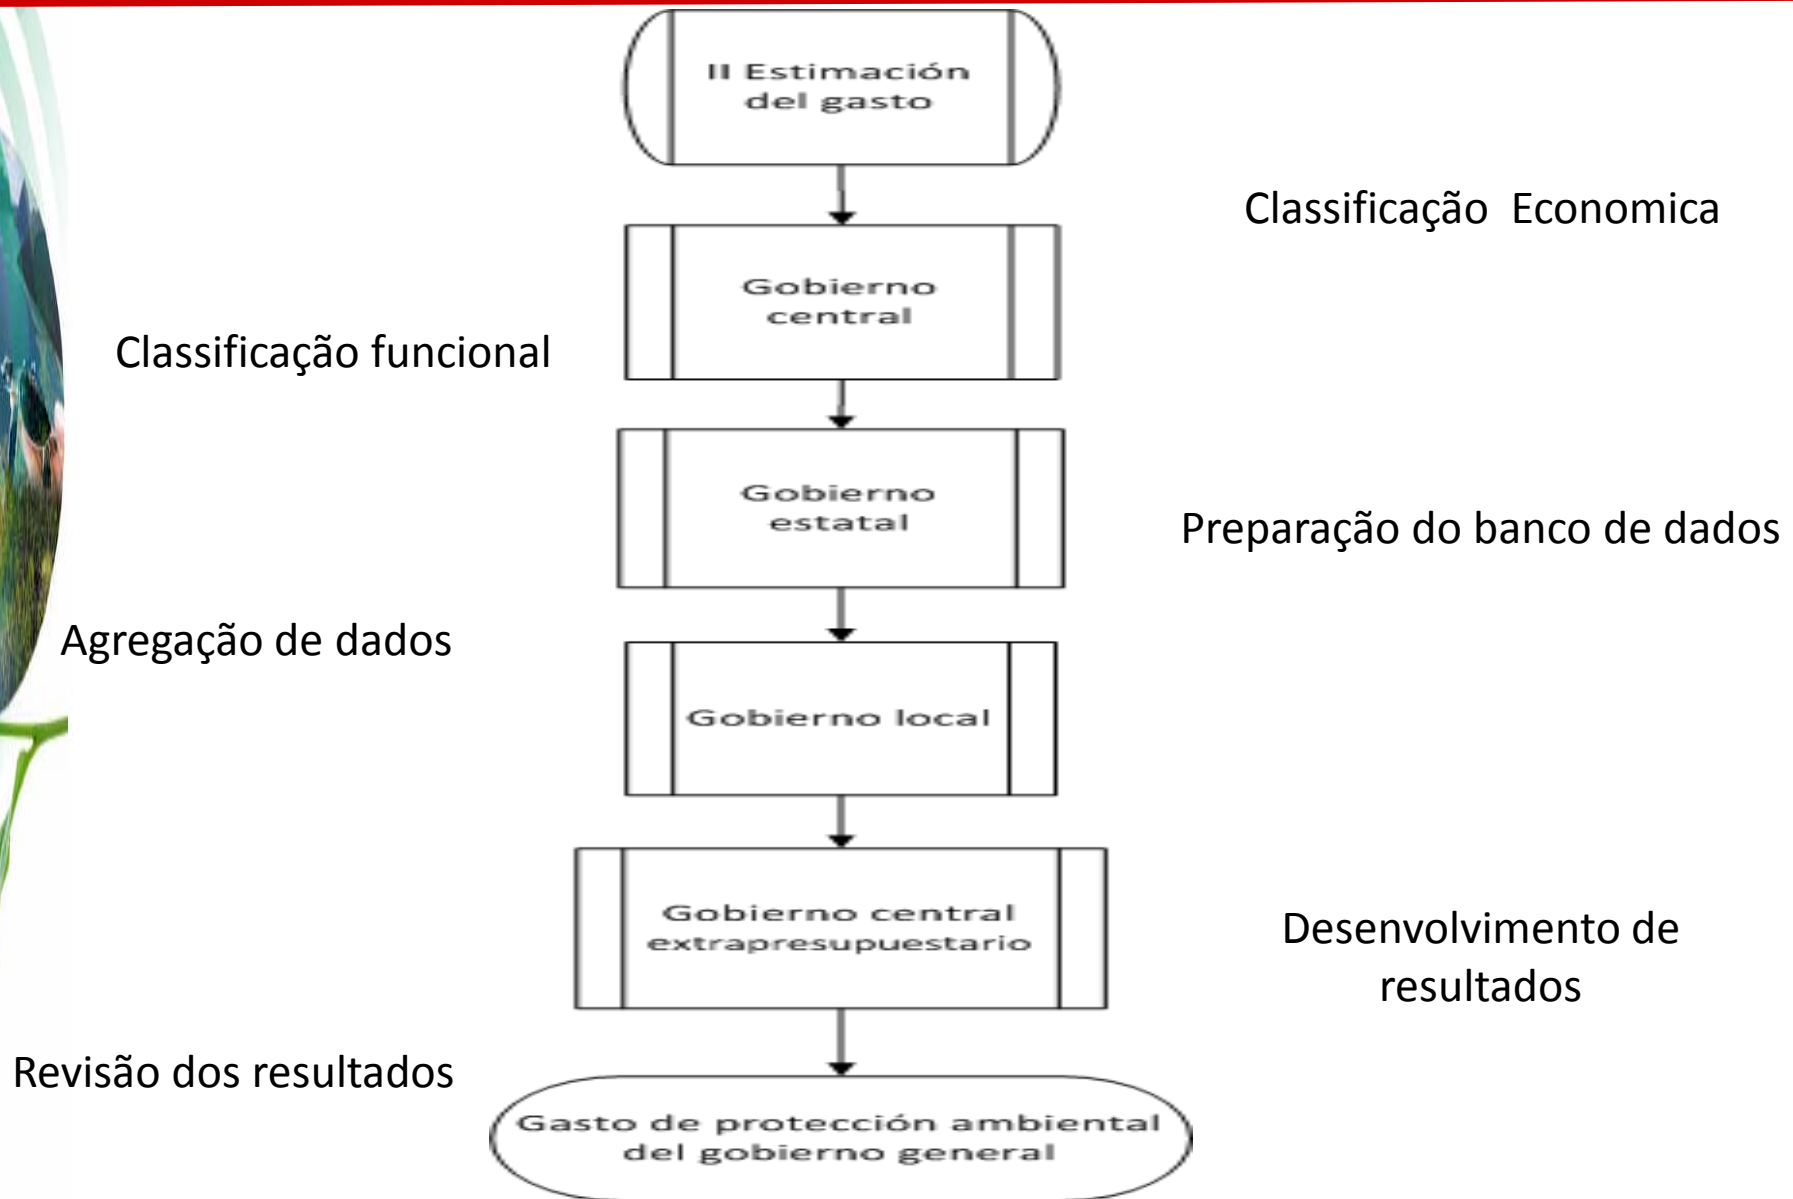 II Estimación
del gasto
Classificação  Economica
Gobierno
central
Classificação funcional
Gobierno
estatal
Preparação do banco de dados
Agregação de dados
Gobierno local
Gobierno central
extrapresupuestario
Desenvolvimento de
resultados
Revisão dos resultados
Gasto de protección ambiental
del gobierno general